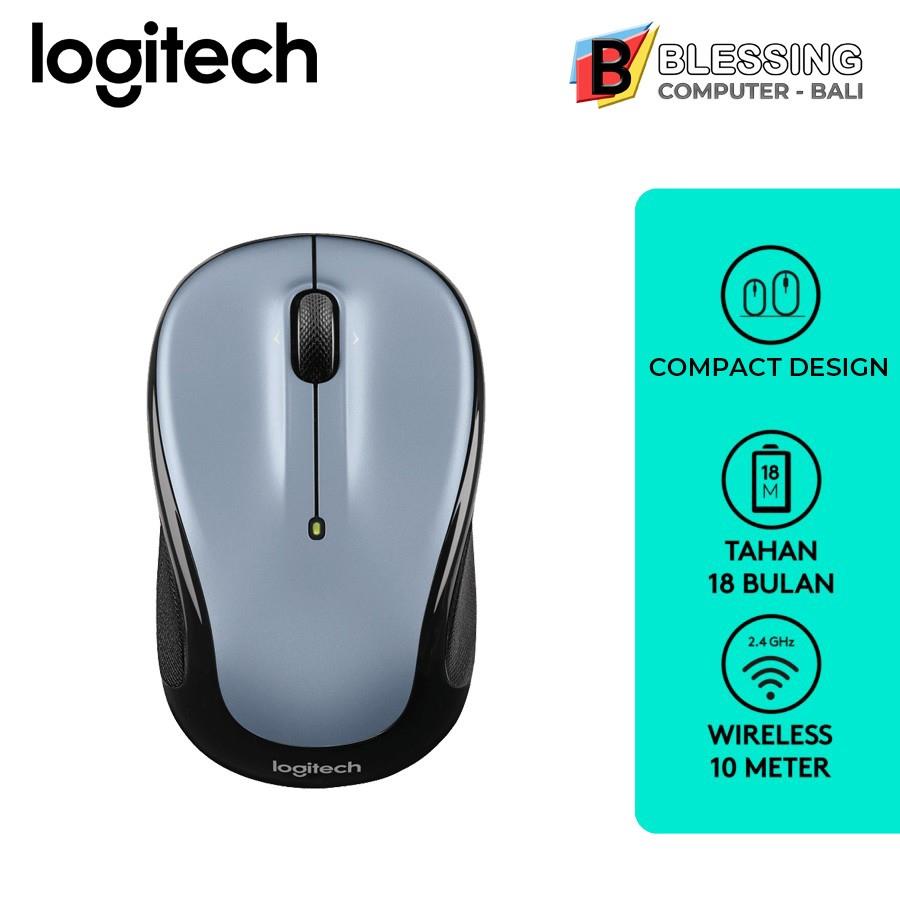 logitech
B
BLESSING
COMPUTER - BALI
COMPACT DESIGN
18
M
TAHAN
18 BULAN
2.4 GHz
WIRELESS
10 METER
logitech